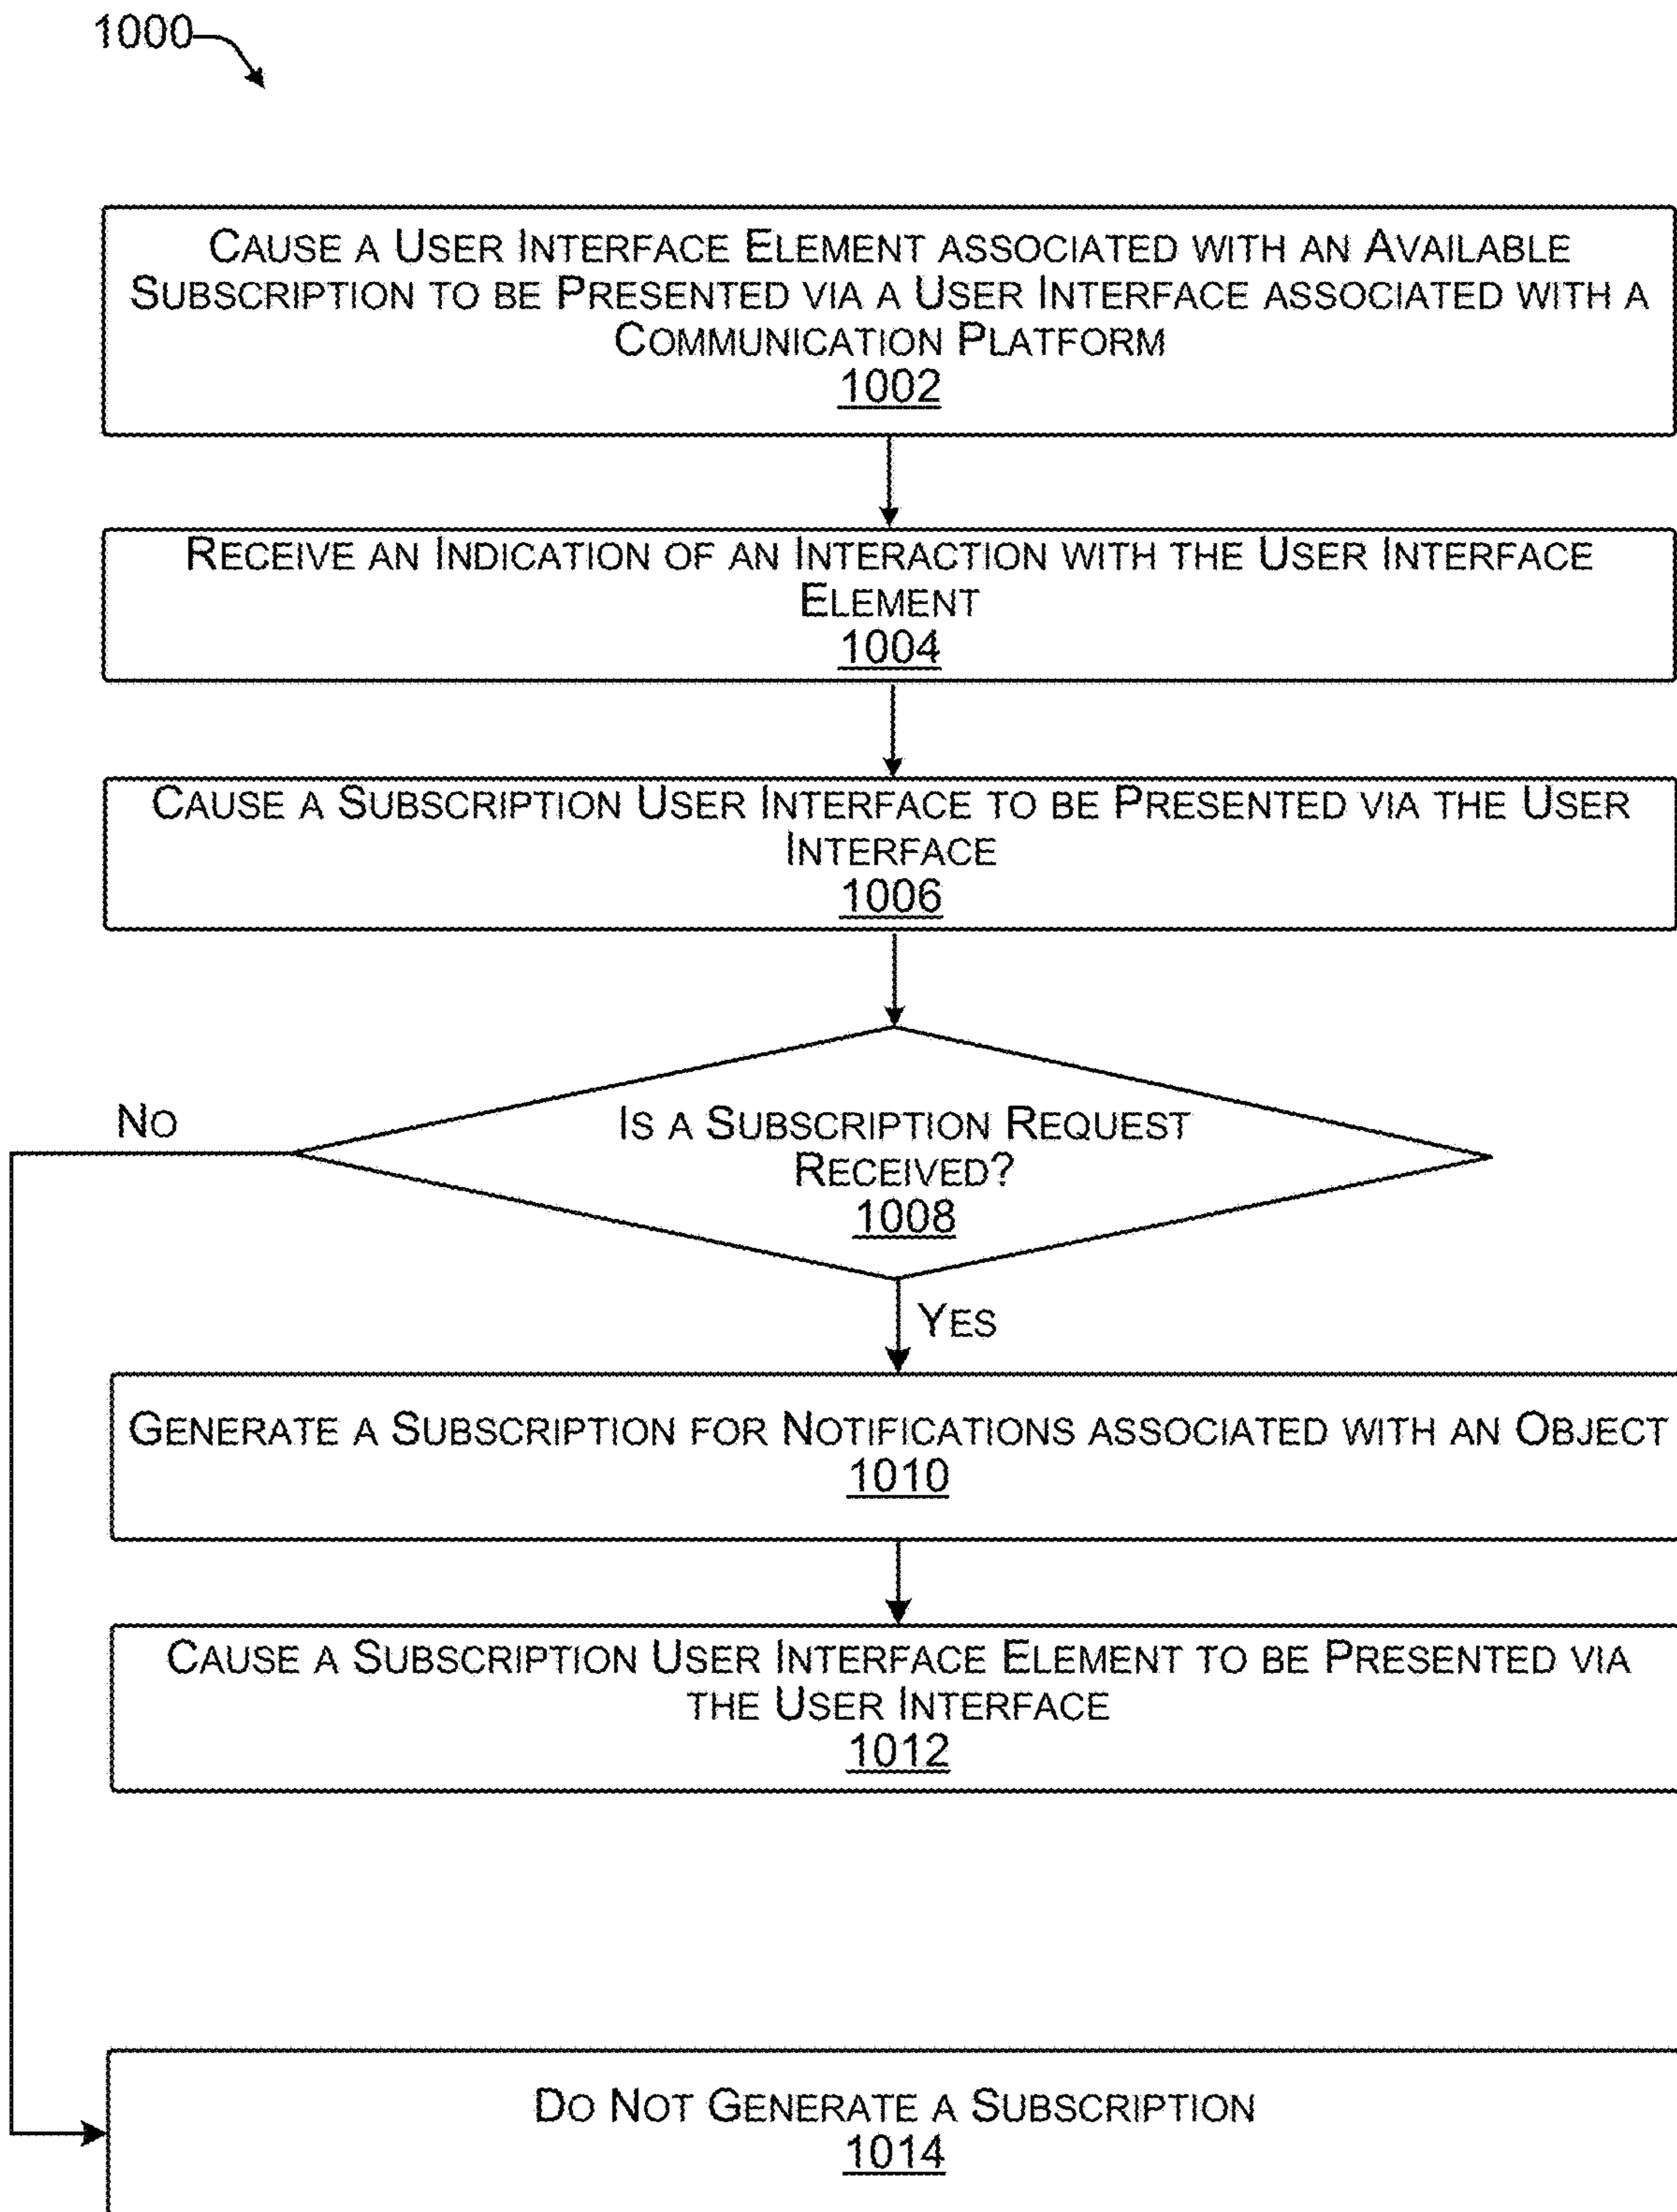 1000
CAUSE A USER INTERFACE ELEMENT ASSOCIATED WITH AN AVAILABLE
SUBSCRIPTION TO BE PRESENTED VIA A USER INTERFACE ASSOCIATED WITH A
COMMUNICATION PLATFORM
1002
RECEIVE AN INDICATION OF AN INTERACTION WITH THE USER INTERFACE
ELEMENT
1004
CAUSE A SUBSCRIPTION USER INTERFACE TO BE PRESENTED VIA THE USER
INTERFACE
1006
NO
IS A SUBSCRIPTION REQUEST
RECEIVED?
1008
YES
GENERATE A SUBSCRIPTION FOR NOTIFICATIONS ASSOCIATED WITH AN OBJECT
1010
CAUSE A SUBSCRIPTION USER INTERFACE ELEMENT TO BE PRESENTED VIA
THE USER INTERFACE
1012
DO NOT GENERATE A SUBSCRIPTION
1014